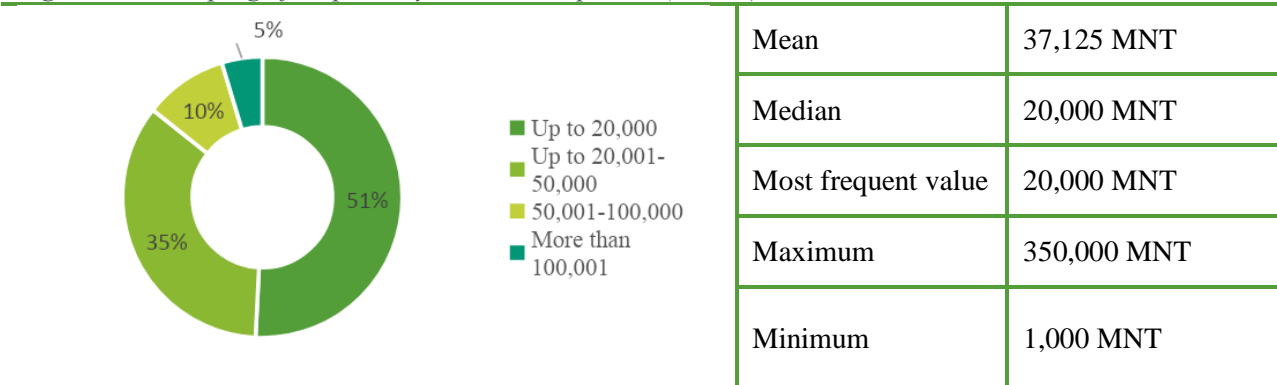 5%
10%
51%
35%
Up to 20,000
Up to 20,001-
50,000
50,001-100,000
More than
100,001
Mean 37,125 MNT
Median 20,000 MNT
Most frequent value 20,000 MNT
Maximum 350,000 MNT
Minimum 1,000 MNT